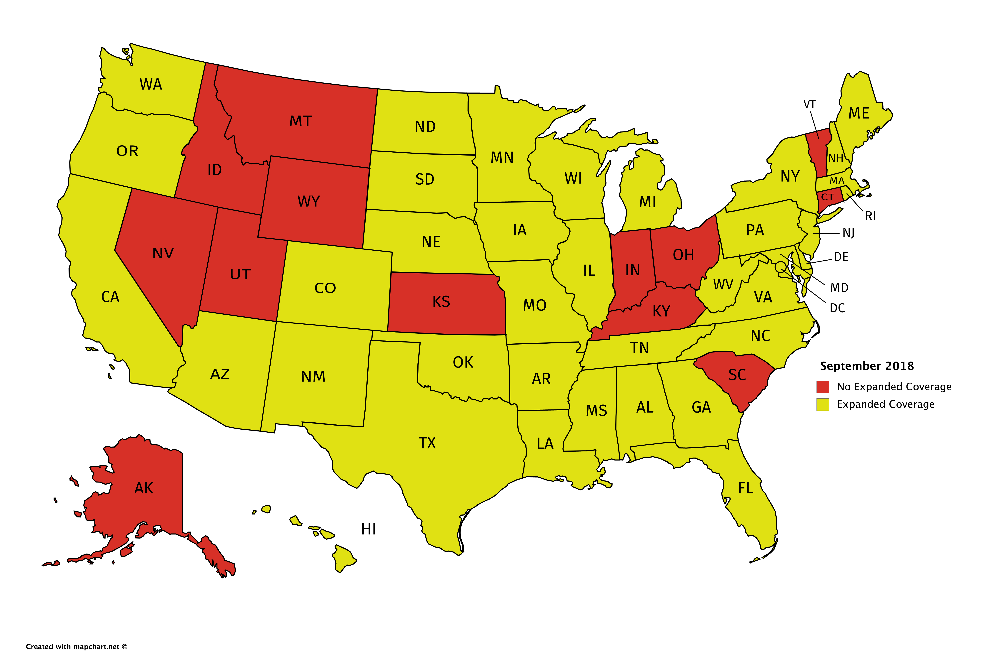 WA
MT
ND
MN
VT
ME
OR
ID
SD
WI
NH
NY
MA
WY
MI
CT
RI
IA
PA
NJ
NE
NV
OH
DE
UT
IN
IL
WV
MD
CO
CA
KS
MO
VA
DC
KY
NC
TN
OK
September 2018
AZ
NM
AR
SC
No Expanded Coverage
MS
AL
GA
Expanded Coverage
TX
LA
AK
FL
HI
Created with mapchart.net ©